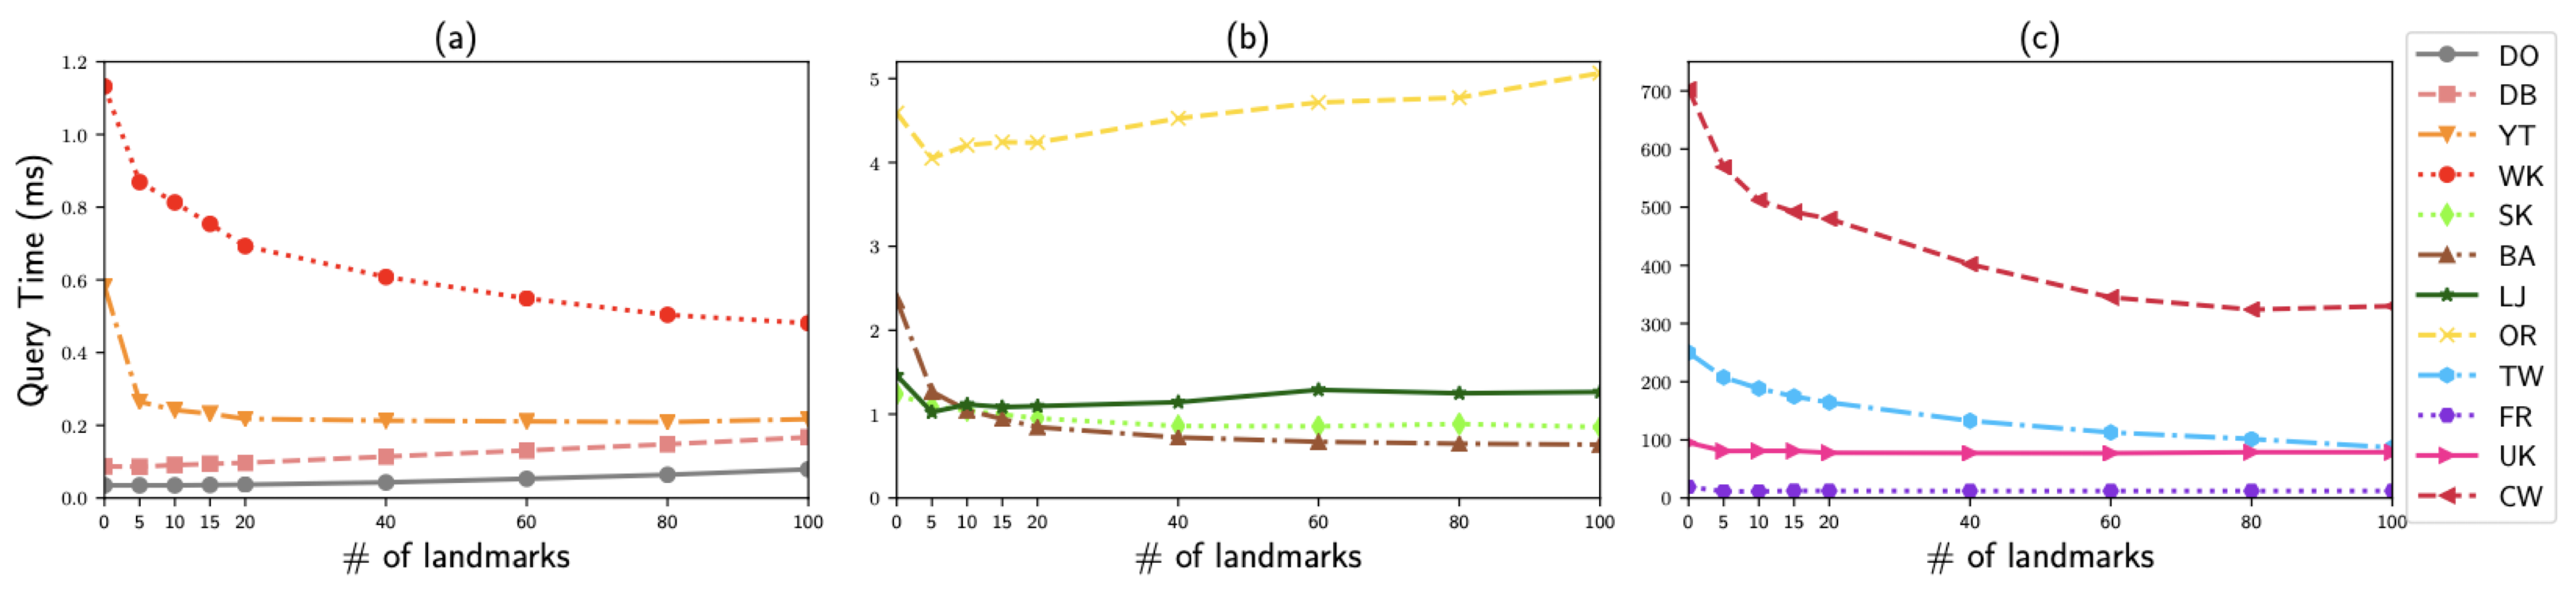 (a) (b) (c)
Query Time (ms)
1.2
1.0
0.8
0.6
0.4
0.2
0.0
0 5 10 15 20 40 60 80 100
# of landmarks
5
4
3
2
1
0
0 5 10 15 20 40 60 80 100
# of landmarks
700
600
500
400
300
200
100
0
0 5 10 15 20 40 60 80 100
# of landmarks
DO
DB
YT
WK
SK
BA
LJ
OR
TW
FR
UK
CW